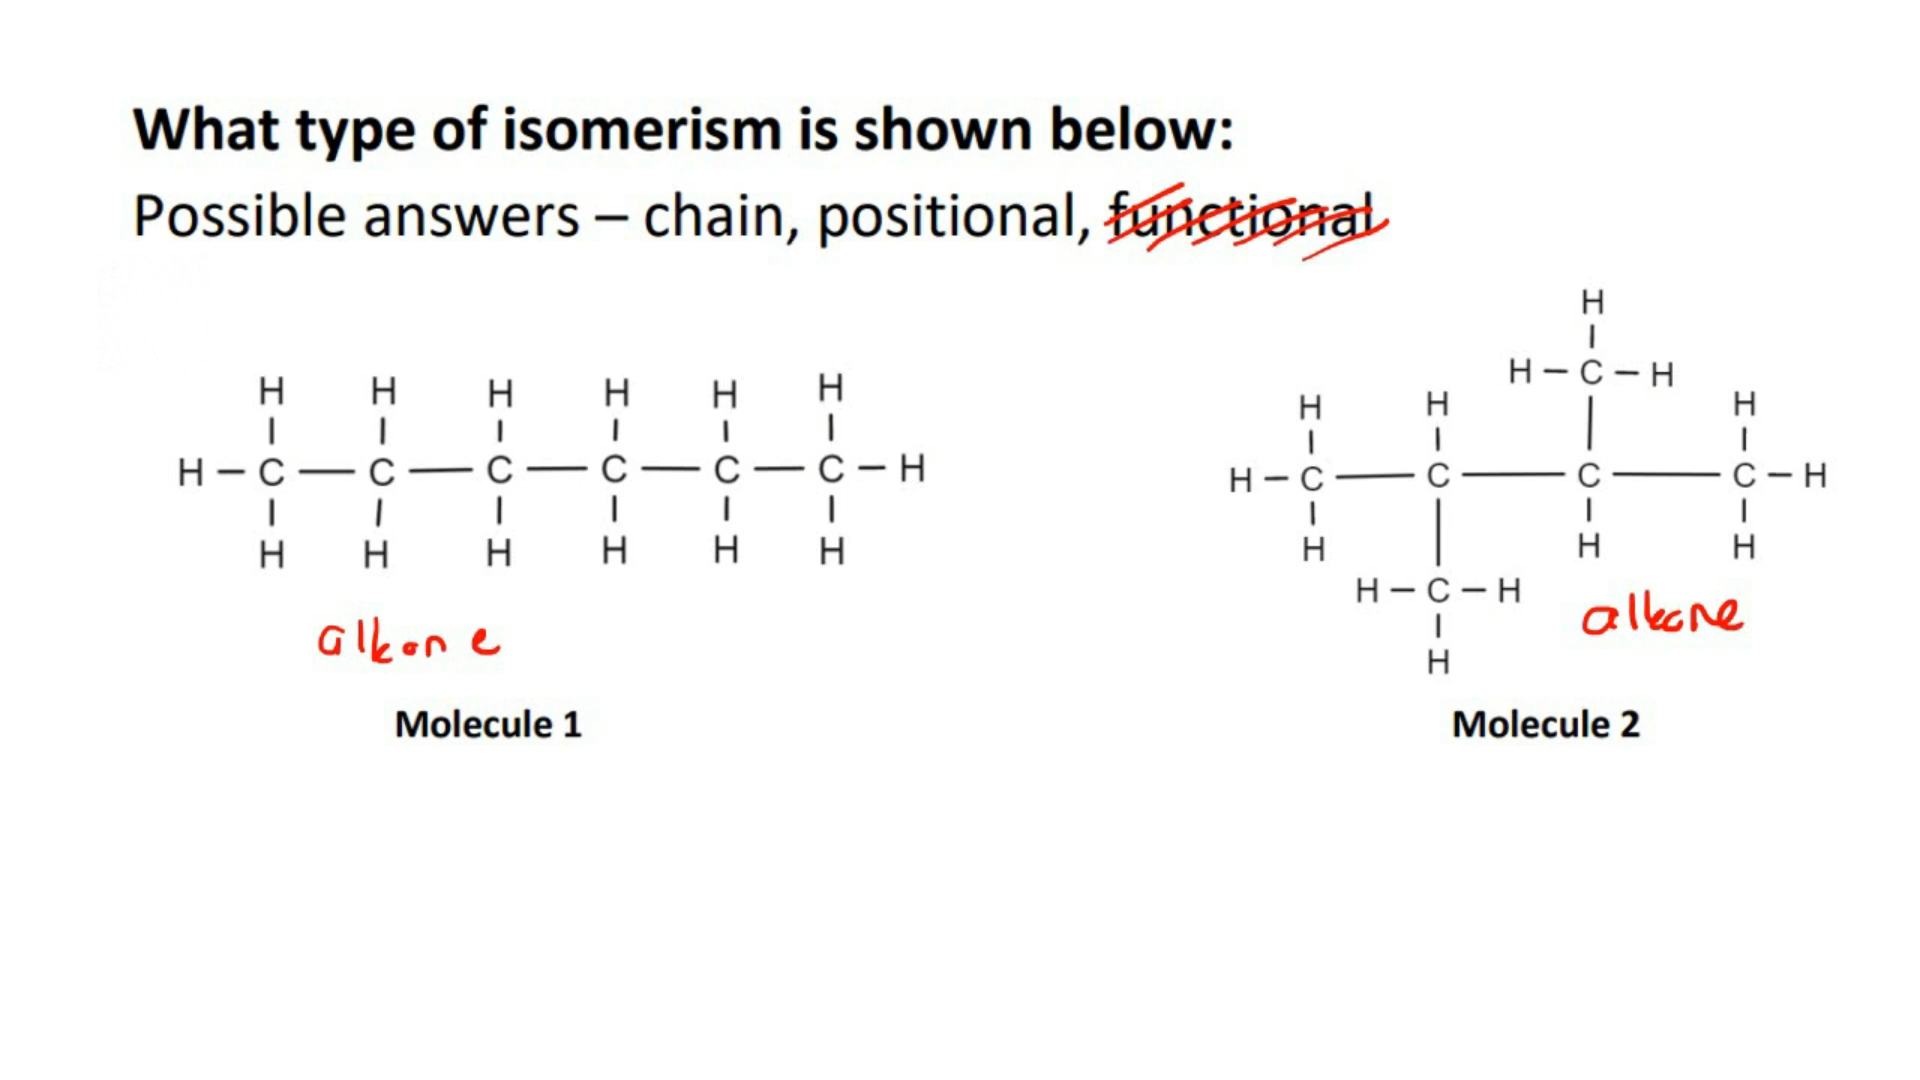 What type of isomerism is shown below:
Possible answers – chain, positional, functional
H
H – C – H
H H H H H H
H H H H
H – C – C – C – C – C – C – H
H – C – C – C – C – H
H H H H H H
H H H
H – C – H
H
alkane
alkane
Molecule 1
Molecule 2